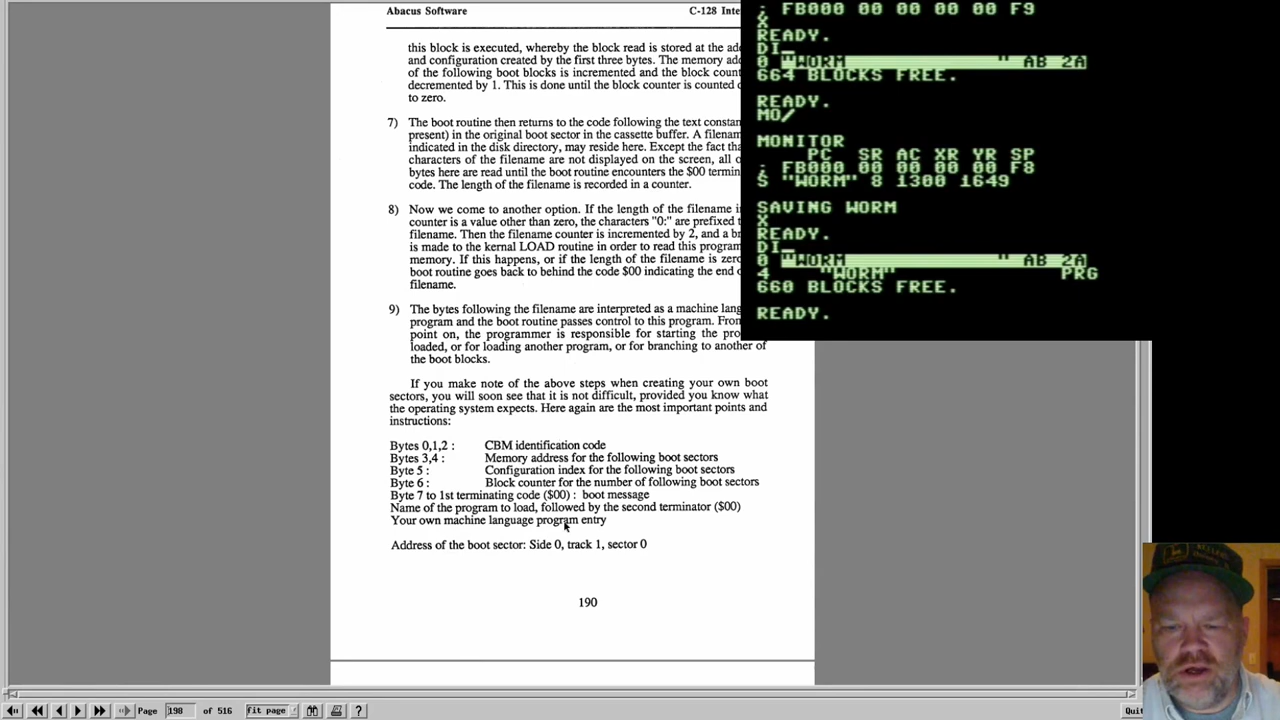 Abacus Software
C-128 Inte
this block is executed, whereby the block read is stored at the ad
and configuration created by the first three bytes. The memory ad
of the following boot blocks is incremented and the block count
decremented by 1. This is done until the block counter is counted
to zero.
7) The boot routine then returns to the code following the text constan
present) in the original boot sector in the cassette buffer. A filenam
indicated in the disk directory, may reside here. Except the fact tha
characters of the filename are not displayed on the screen, all o
bytes here are read until the boot routine encounters the $00 termin
code. The length of the filename is recorded in a counter.
8) Now we come to another option. If the length of the filename i
counter is a value other than zero, the characters "0:" are prefixed t
filename. Then the filename counter is incremented by 2, and a br
is made to the kernal LOAD routine in order to read this program
memory. If this happens, or if the length of the filename is zero
boot routine goes back to behind the code $00 indicating the end o
filename.
9) The bytes following the filename are interpreted as a machine lang
program and the boot routine passes control to this program. From
point on, the programmer is responsible for starting the pro
loaded, or for loading another program, or for branching to another of
the boot blocks.
If you make note of the above steps when creating your own boot
sectors, you will soon see that it is not difficult, provided you know what
the operating system expects. Here again are the most important points and
instructions:
Bytes 0,1,2 : CBM identification code
Bytes 3,4 : Memory address for the following boot sectors
Byte 5 : Configuration index for the following boot sectors
Byte 6 : Block counter for the number of following boot sectors
Byte 7 to 1st terminating code ($00) : boot message
Name of the program to load, followed by the second terminator ($00)
Your own machine language program entry
Address of the boot sector: Side 0, track 1, sector 0
190
; FB000 00 00 00 00 F9
X
READY.
DI_
0 "WORM " AB 2A
664 BLOCKS FREE.
READY.
MO/
MONITOR
PC SR AC XR YR SP
; FB000 00 00 00 00 F8
S "WORM" 8 1300 1649
SAVING WORM
X
READY.
DI_
0 "WORM " AB 2A
4 "WORM" PRG
660 BLOCKS FREE.
READY.
Page 198 of 516 fit page ?
Quit